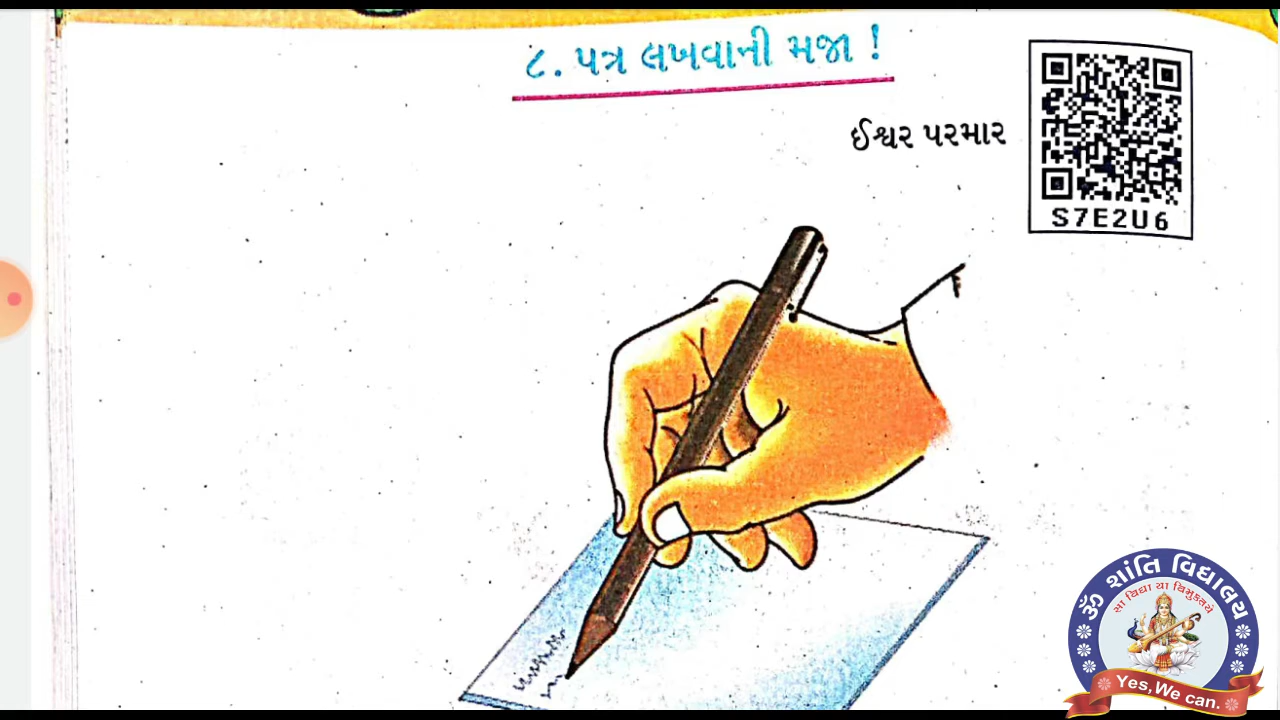 ૮. પત્ર લખવાની મજા !
ઈશ્વર પરમાર
S7E2U6
ૐ શાંતિ વિદ્યાલય
સા વિદ્યા યા વિમુક્તયે
Yes, We can.